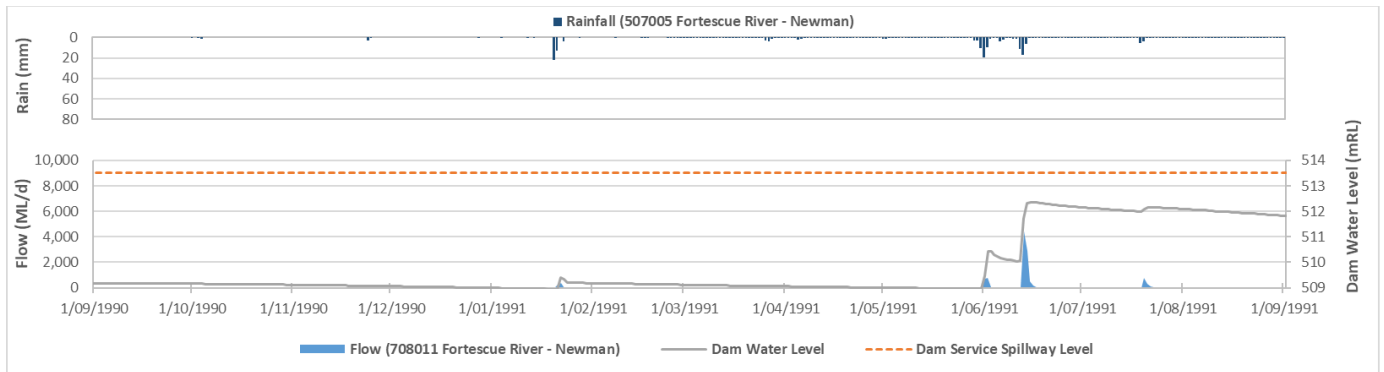 Rainfall (507005 Fortescue River - Newman)
Rain (mm)
0
20
40
60
80
Flow (ML/d)
10,000
8,000
6,000
4,000
2,000
0
Dam Water Level (mRL)
514
513
512
511
510
509
1/09/1990 1/10/1990 1/11/1990 1/12/1990 1/01/1991 1/02/1991 1/03/1991 1/04/1991 1/05/1991 1/06/1991 1/07/1991 1/08/1991 1/09/1991
Flow (708011 Fortescue River - Newman) Dam Water Level Dam Service Spillway Level